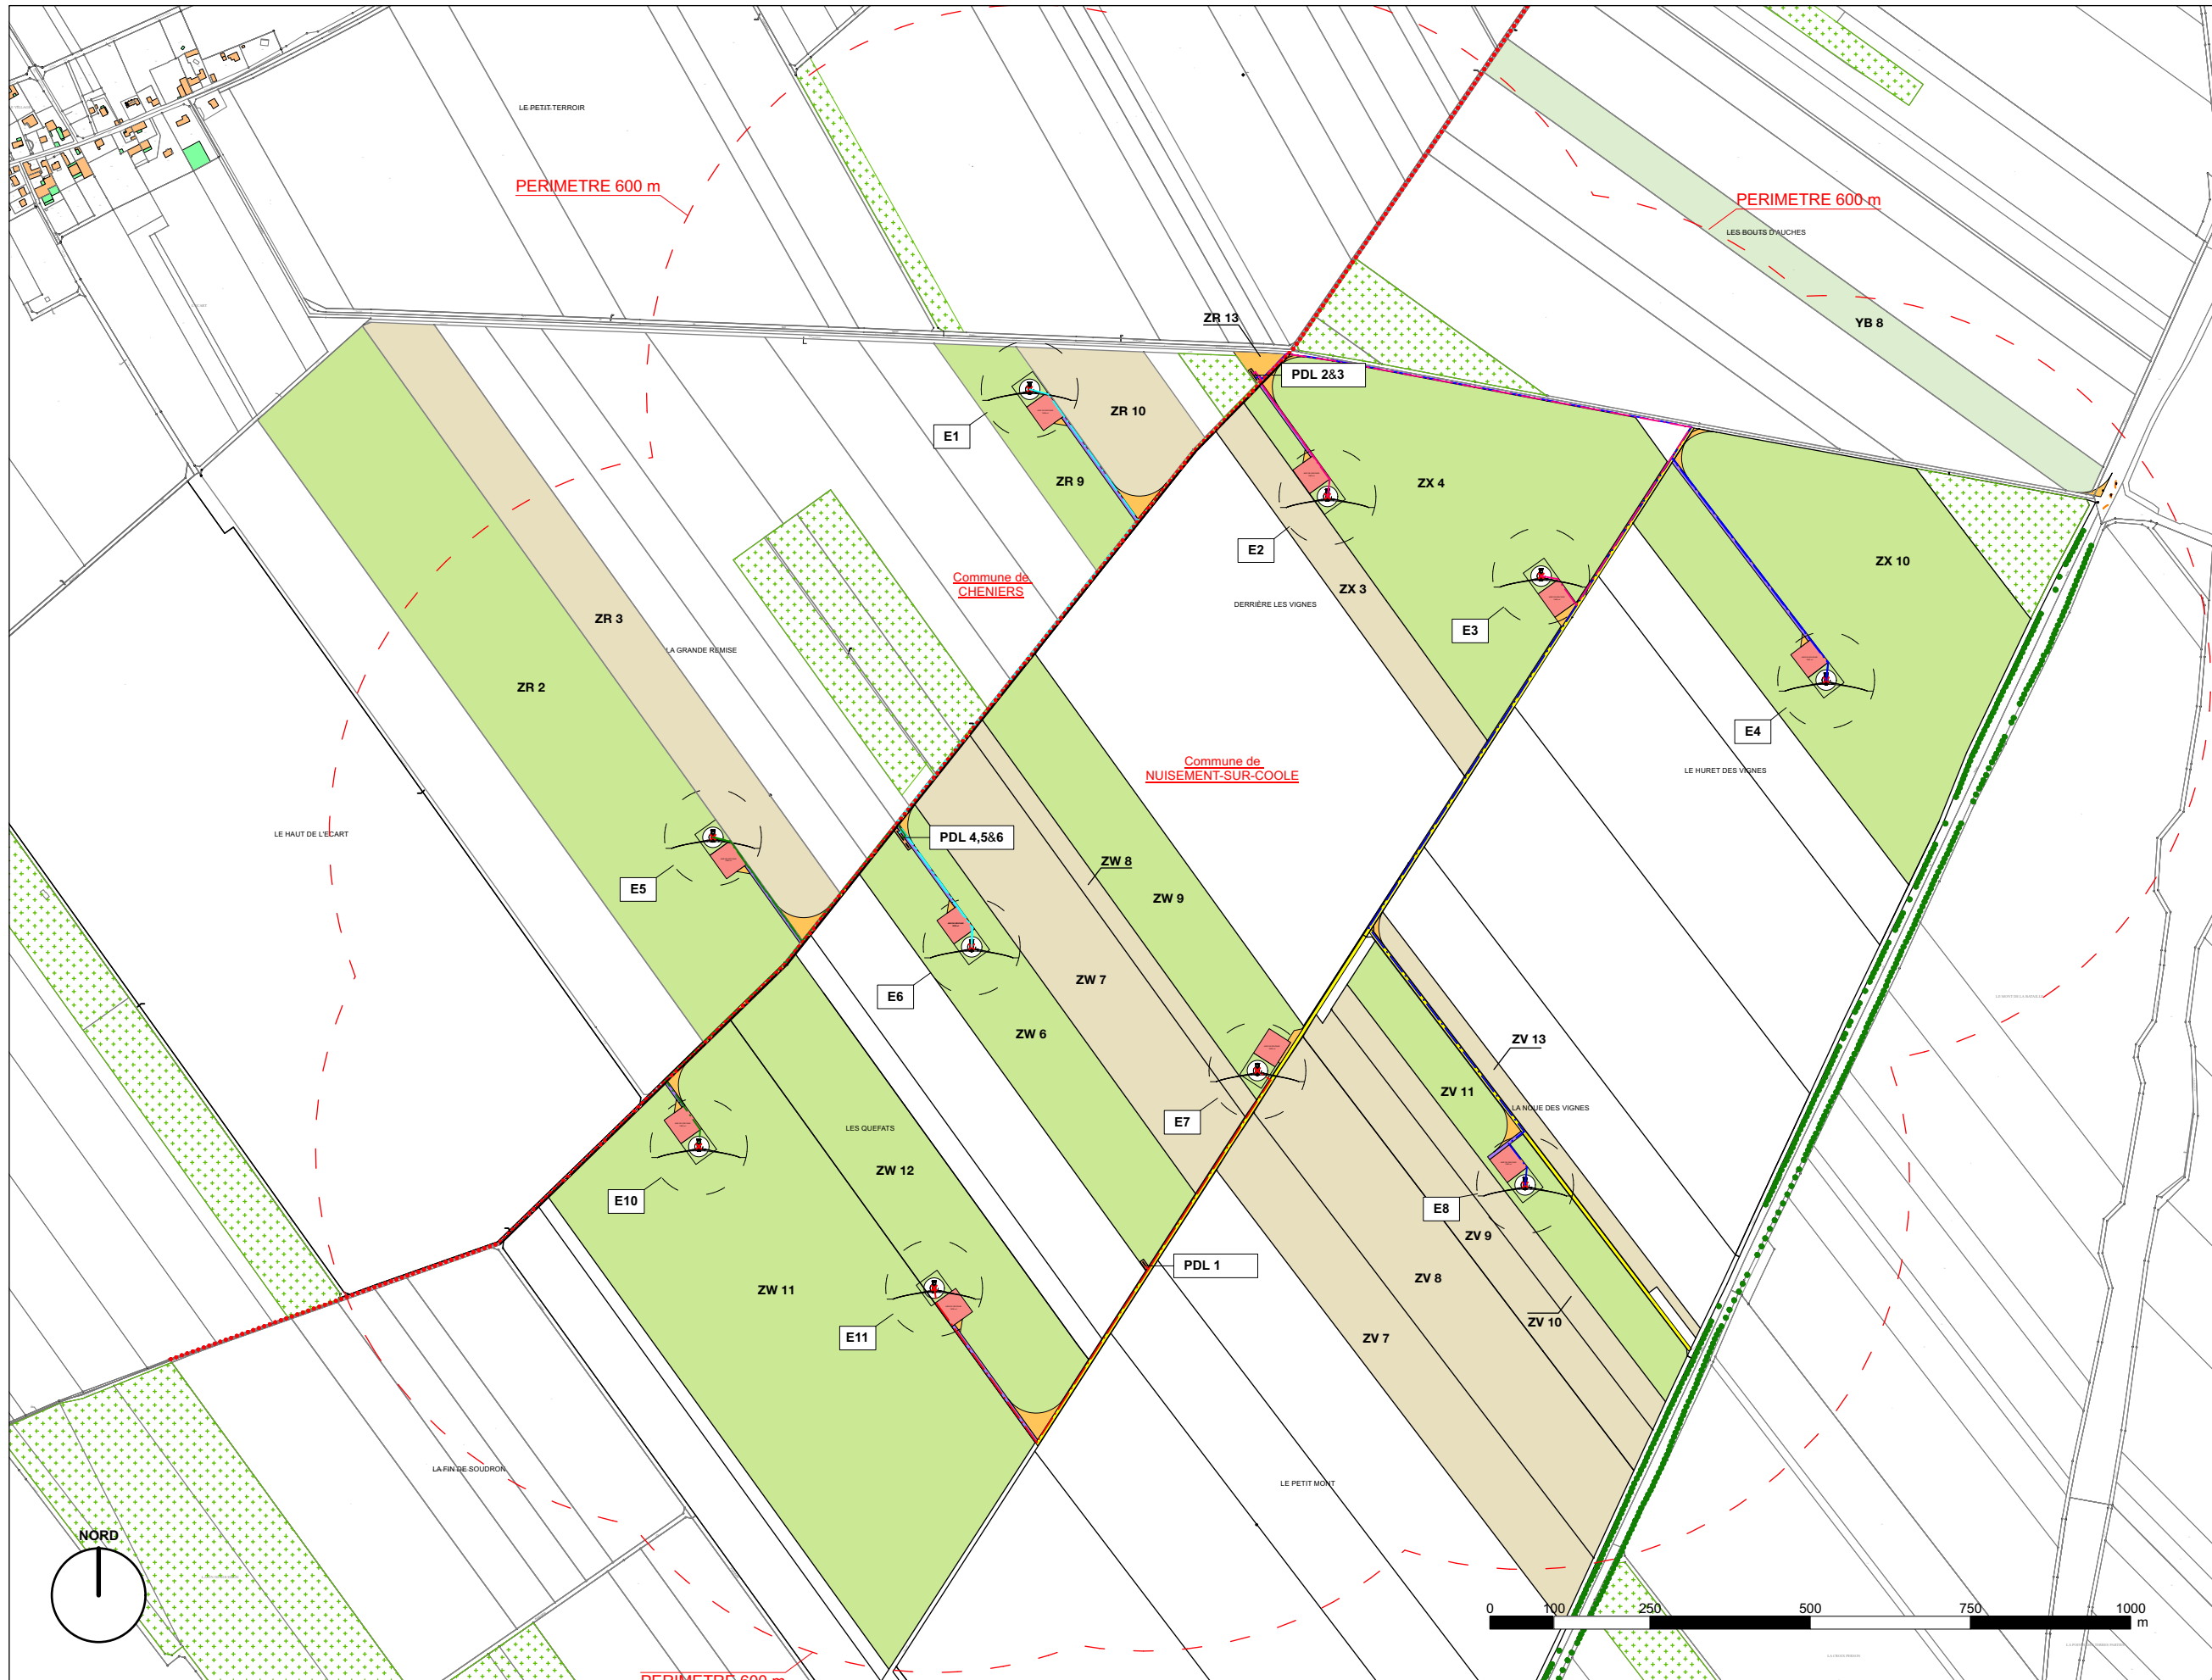 LE PETIT TERROIR
PERIMETRE 600 m
PERIMETRE 600 m
LES BOUTS D'AUCHES
ZR 13
YB 8
PDL 2&3
ZR 10
E1
ZR 9
ZX 4
E2
ZX 10
Commune de
CHENIERS
ZX 3
DERRIÈRE LES VIGNES
ZR 3
E3
LA GRANDE REMISE
ZR 2
E4
Commune de
NUISEMENT-SUR-COOLE
LE HURET DES VIGNES
LE HAUT DE L'ECART
PDL 4,5&6
ZW 8
E5
ZW 9
ZW 7
E6
ZW 6
ZV 13
ZV 11
LA NOUE DES VIGNES
E7
LES QUEFATS
ZW 12
E10
E8
ZV 9
PDL 1
ZV 8
ZW 11
ZV 10
E11
ZV 7
LA FIN DE SOUDRON
LE PETIT MONT
NORD
0 100 250 500 750 1000
m
PERIMETRE 600 m